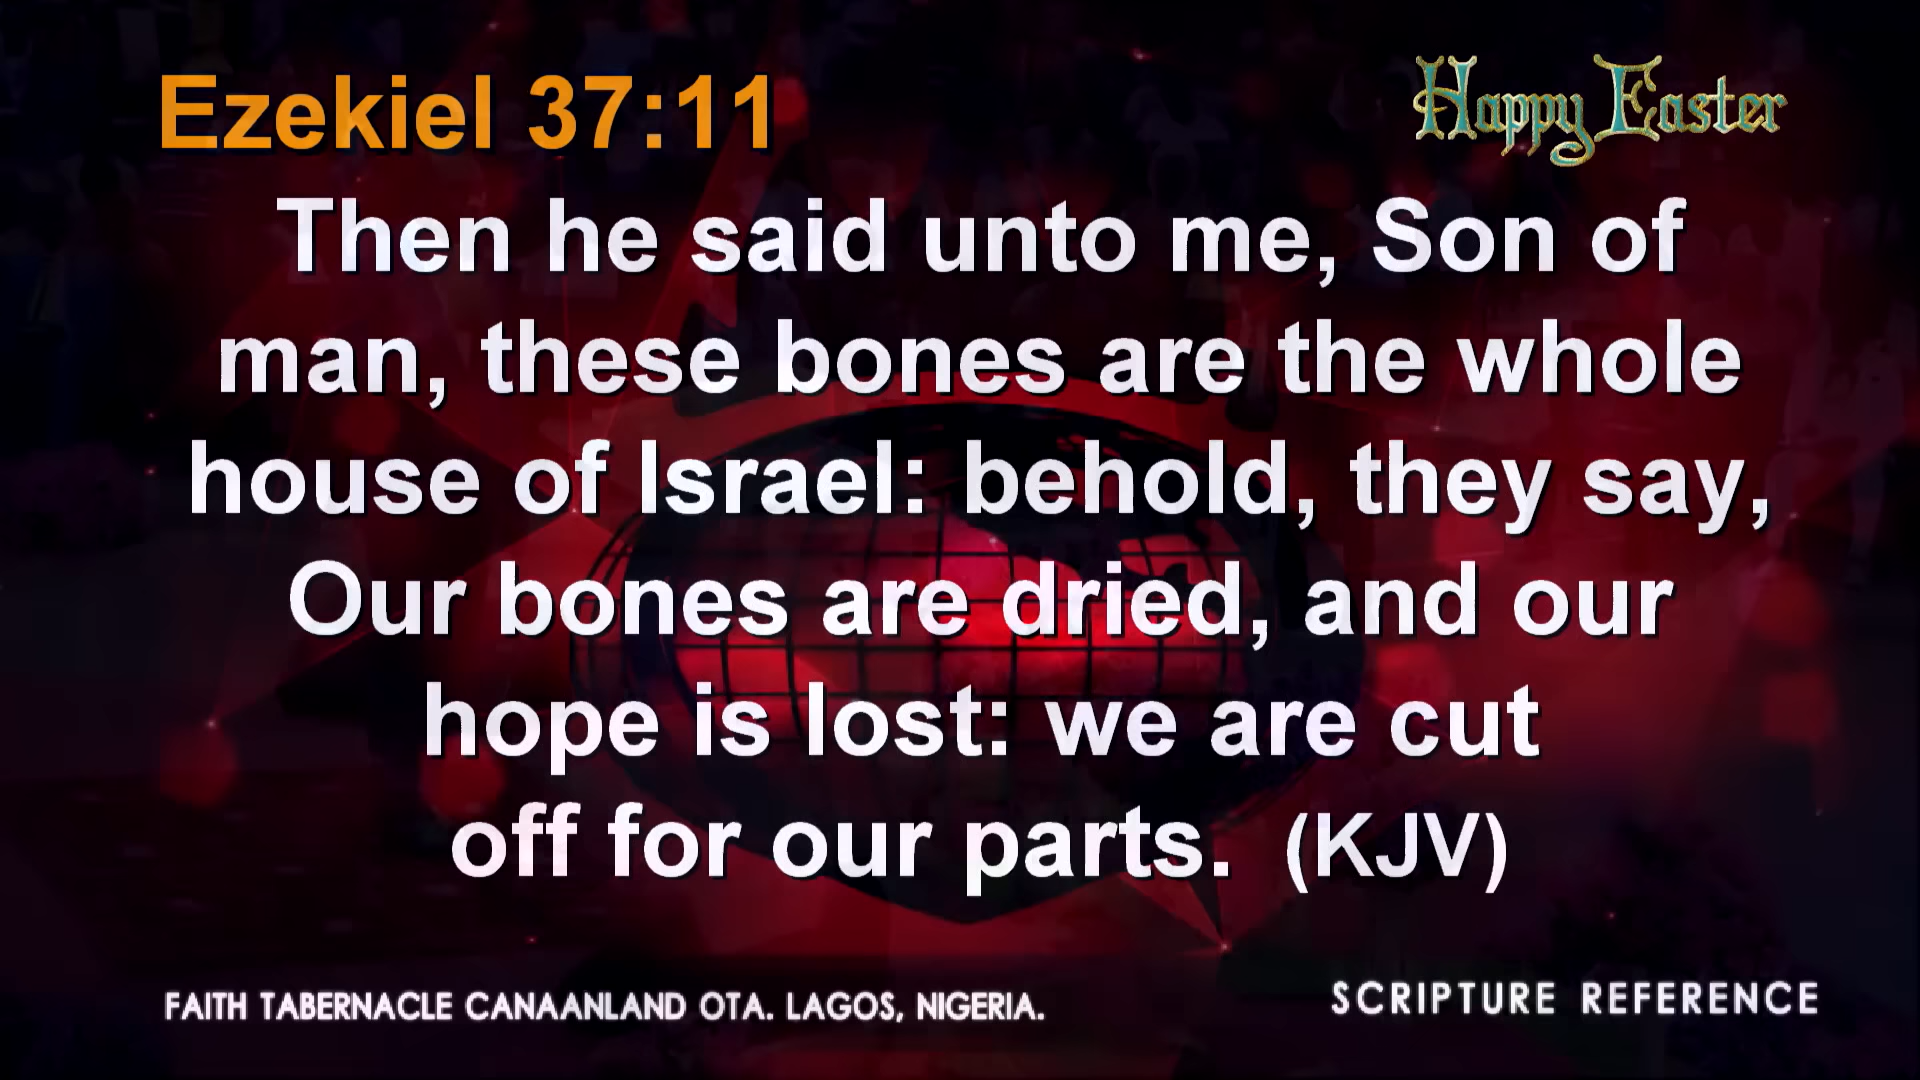 Ezekiel 37:11
Happy Easter
Then he said unto me, Son of
man, these bones are the whole
house of Israel: behold, they say,
Our bones are dried, and our
hope is lost: we are cut
off for our parts. (KJV)
FAITH TABERNACLE CANAANLAND OTA. LAGOS, NIGERIA.
SCRIPTURE REFERENCE